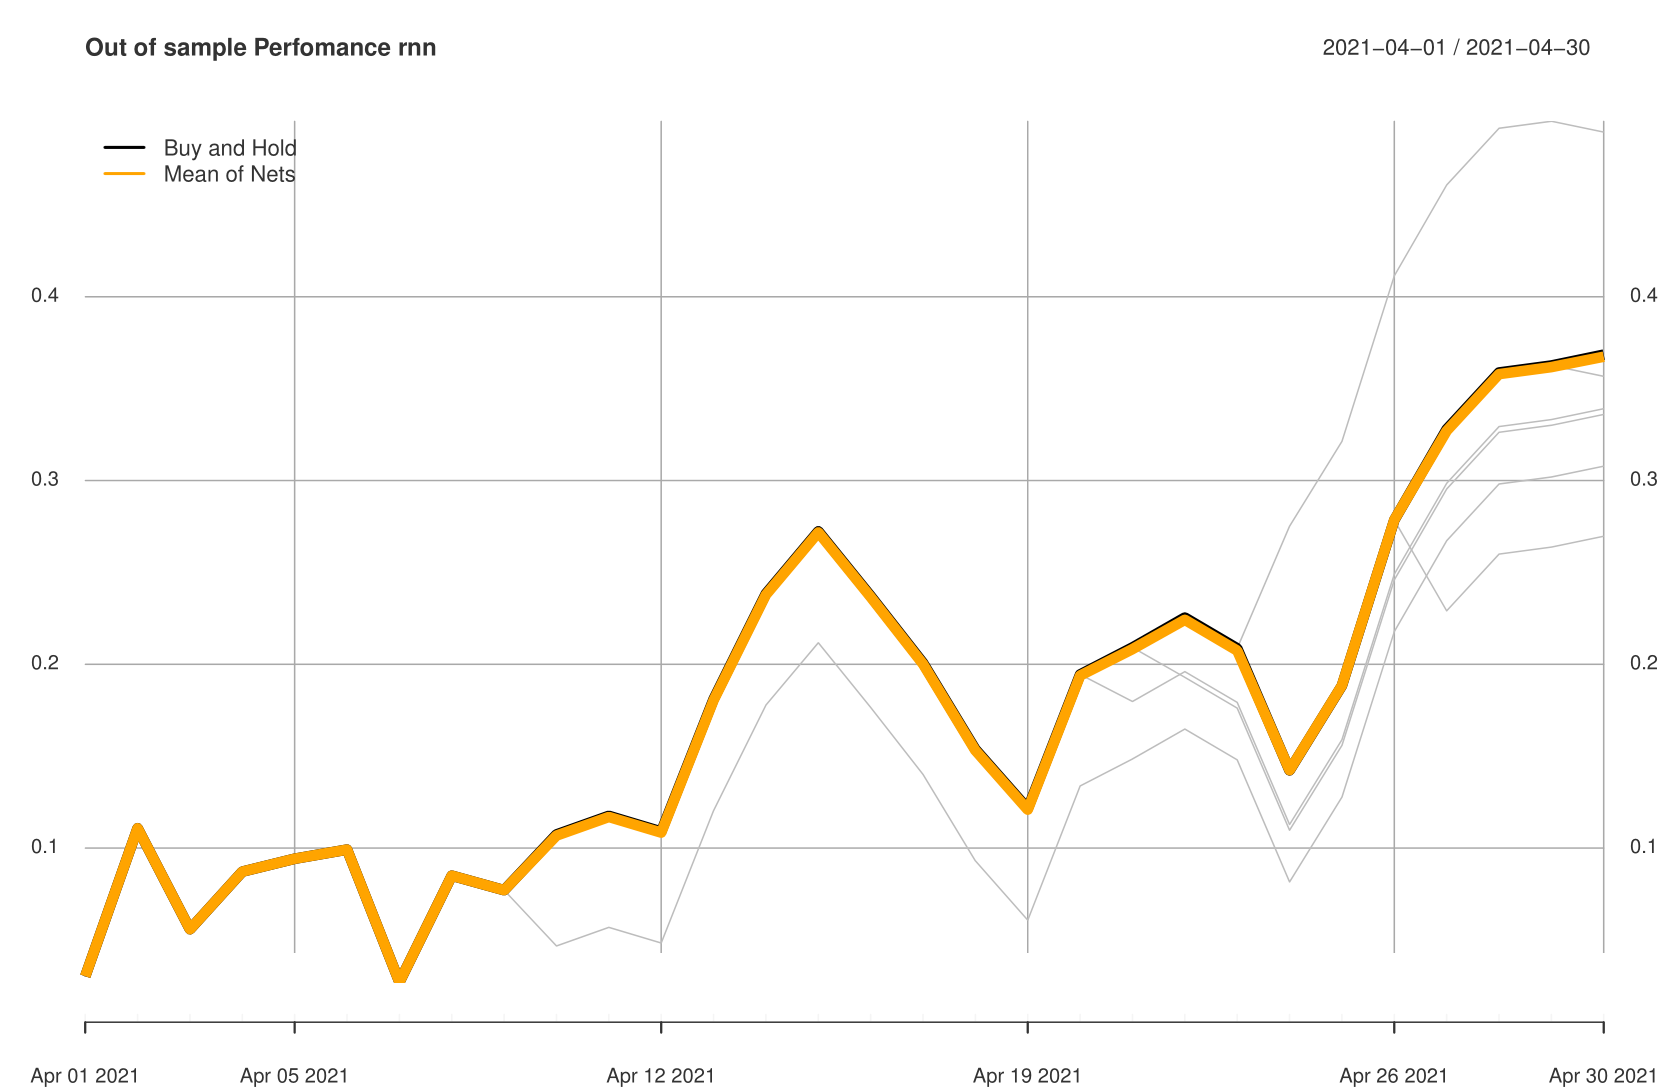 Out of sample Perfomance rnn
2021−04−01 / 2021−04−30
Buy and Hold
Mean of Nets
0.4
0.4
0.3
0.3
0.2
0.2
0.1
0.1
Apr 01 2021
Apr 05 2021
Apr 12 2021
Apr 19 2021
Apr 26 2021
Apr 30 2021